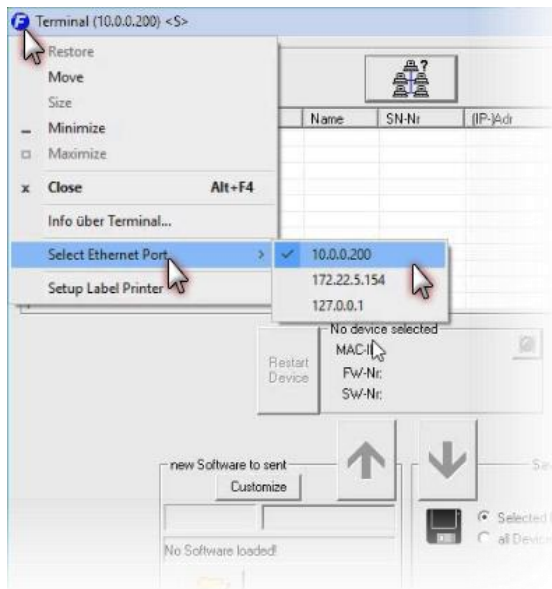 Terminal (10.0.0.200) <S>
Restore
Move
Size
Minimize
Maximize
Close Alt+F4
Info über Terminal...
Select Ethernet Port
Setup Label Printer
10.0.0.200
172.22.5.154
127.0.0.1
Name SN-Nr (IP-)Adr
Restart
Device
No device selected
MAC-ID
FW-Nr:
SW-Nr:
new Software to sent
Customize
No Software loaded!
Selected
all